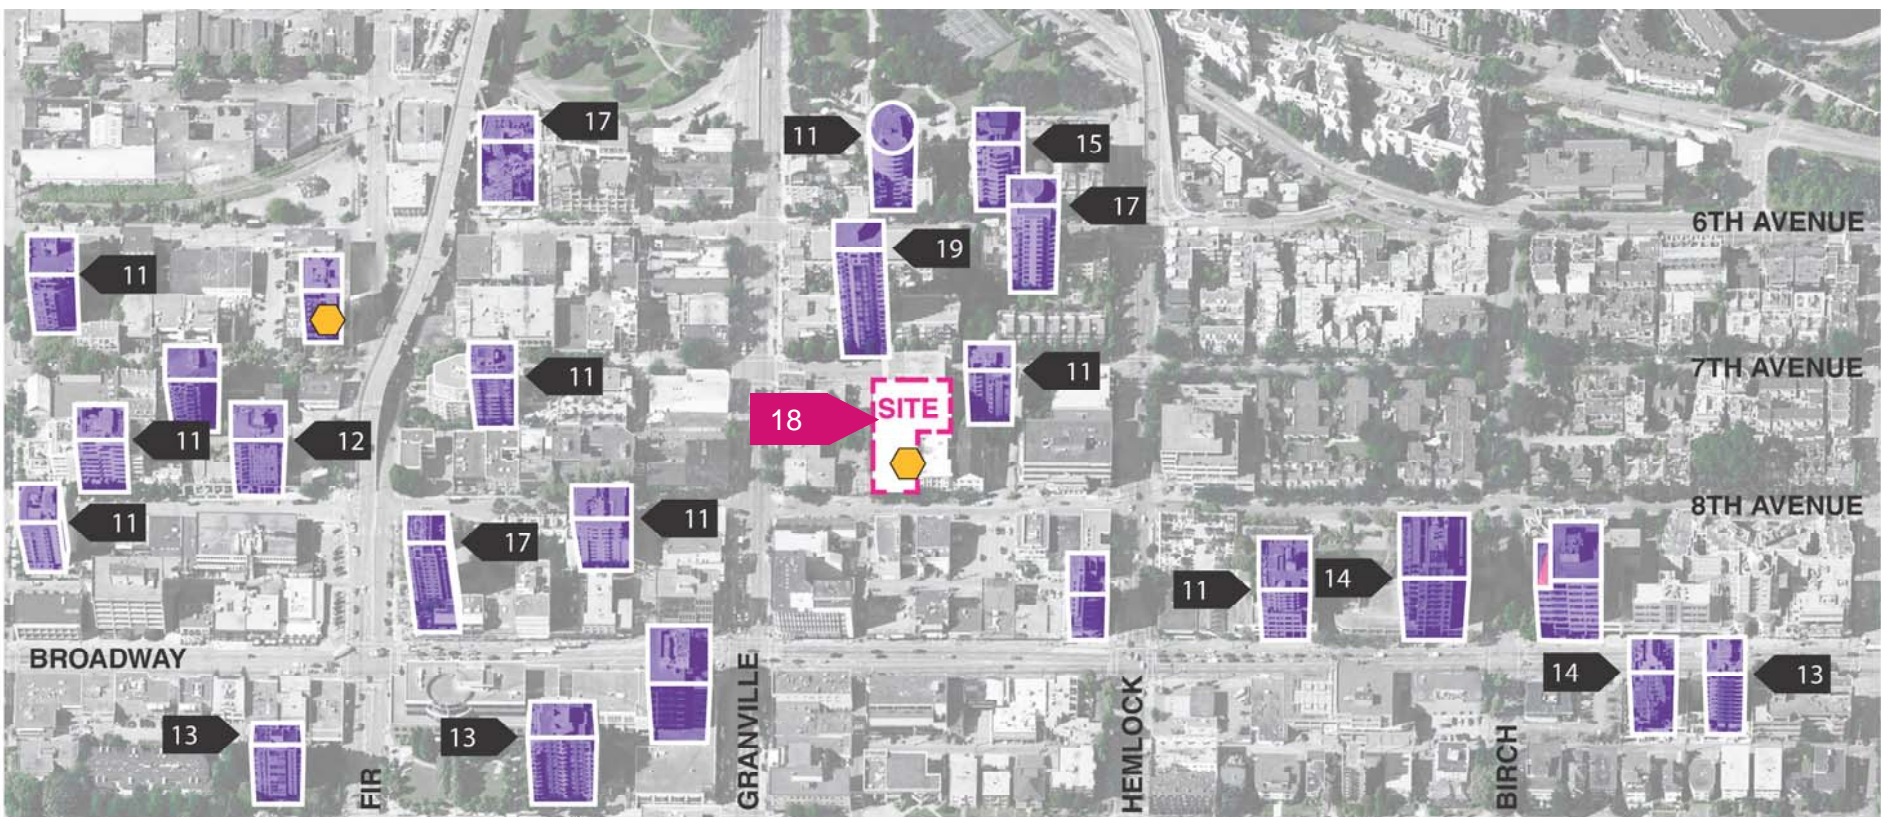 17
11
15
17
6TH AVENUE
19
11
7TH AVENUE
11
11
SITE
18
11
12
8TH AVENUE
11
11
17
14
11
BROADWAY
14
13
GRANVILLE
HEMLOCK
BIRCH
13
13
FIR